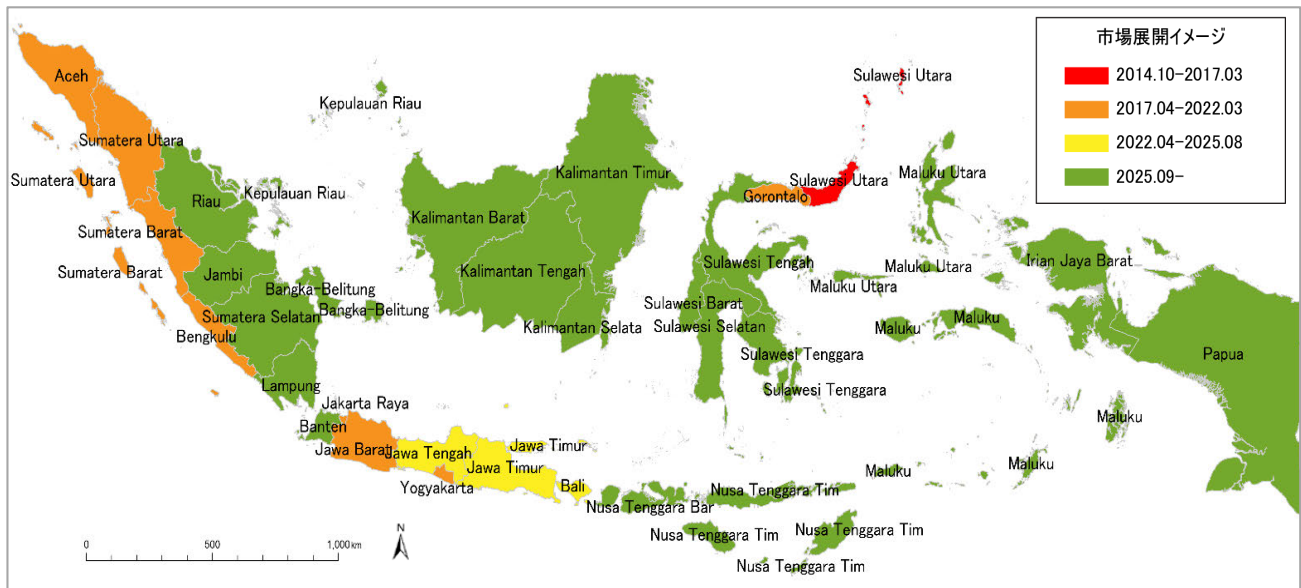 市場展開イメージ
2014.10-2017.03
2017.04-2022.03
2022.04-2025.08
2025.09-
Aceh
Sumatera Utara
Sumatera Utara
Kepulauan Riau
Kepulauan Riau
Riau
Sumatera Barat
Sumatera Barat
Jambi
Bangka-Belitung
Bangka-Belitung
Sumatera Selatan
Bengkulu
Lampung
Jakarta Raya
Banten
Jawa Barat
Jawa Tengah
Jawa Timur
Jawa Timur
Yogyakarta
Bali
Kalimantan Timur
Kalimantan Barat
Kalimantan Tengah
Kalimantan Selata
Sulawesi Utara
Sulawesi Utara
Gorontalo
Sulawesi Tengah
Sulawesi Barat
Sulawesi Selatan
Sulawesi Tenggara
Sulawesi Tenggara
Maluku Utara
Maluku Utara
Maluku Utara
Maluku
Maluku
Maluku
Maluku
Maluku
Irian Jaya Barat
Papua
Nusa Tenggara Bar
Nusa Tenggara Tim
Nusa Tenggara Tim
Nusa Tenggara Tim
Nusa Tenggara Tim
N
0 500 1,000 km